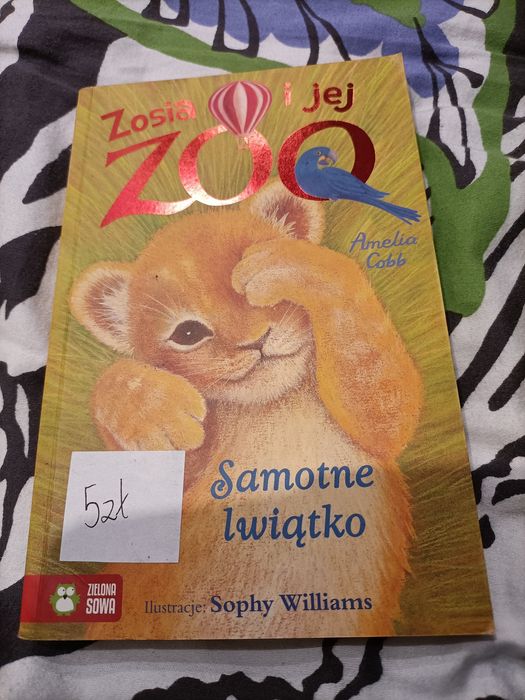 Zosia i jej
ZOO
Amelia
Cobb
Samotne
lwiątko
5zł
ZIELONA
SOWA
Ilustracje: Sophy Williams